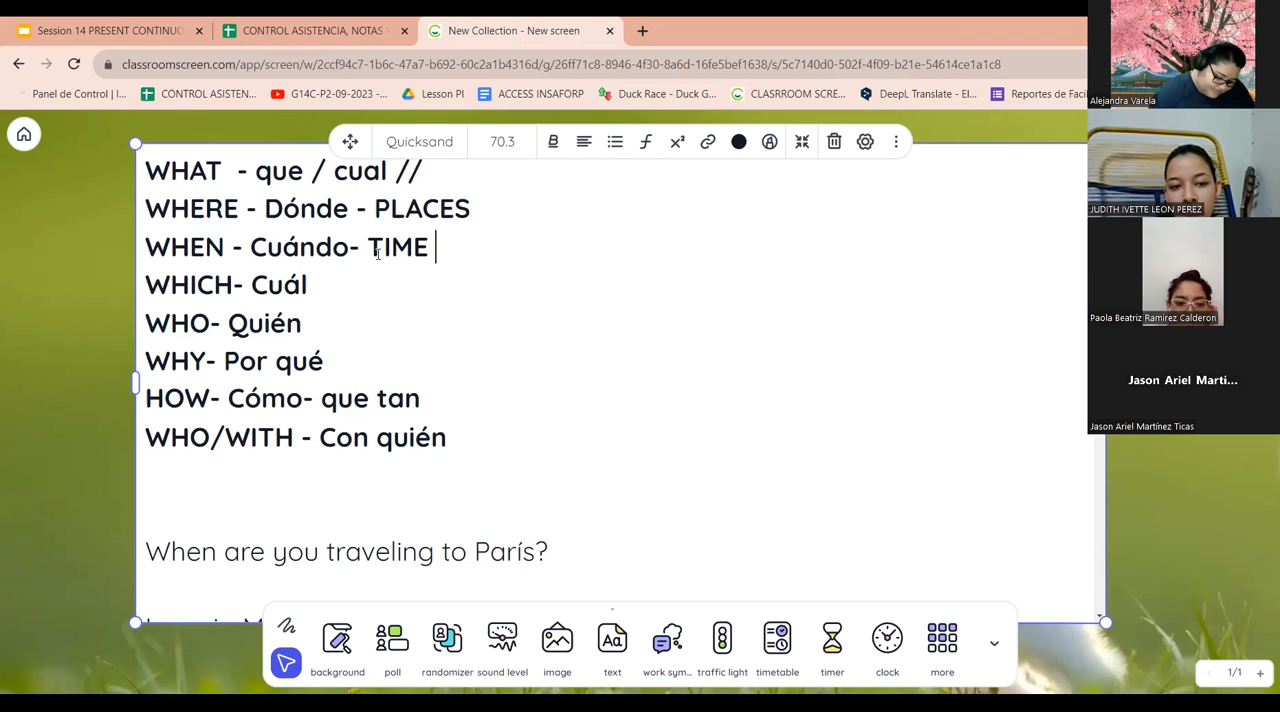 Session 14 PRESENT CONTINUO
CONTROL ASISTENCIA, NOTAS
New Collection - New screen
classroomscreen.com/app/screen/w/2ccf94c7-1b6c-47a7-b692-60c2a1b4316d/g/26ff71c8-8946-4f30-8a6d-16fe5bef1638/s/5c7140d0-502f-4f09-b21e-54614ce1a1c8
Panel de Control | I...
CONTROL ASISTEN...
G14C-P2-09-2023 -...
Lesson Pl
ACCESS INSAFORP
Duck Race - Duck G...
CLASRROOM SCRE...
DeepL Translate - El...
Reportes de Facil
Quicksand
70.3
WHAT - que / cual //
WHERE - Dónde - PLACES
WHEN - Cuándo- TIME
WHICH- Cuál
WHO- Quién
WHY- Por qué
HOW- Cómo- que tan
WHO/WITH - Con quién
When are you traveling to París?
background
poll
randomizer
sound level
image
text
work sym...
traffic light
timetable
timer
clock
more
1/1
Alejandra Varela
JUDITH IVETTE LEON PEREZ
Paola Beatriz Ramirez Calderon
Jason Ariel Martí...
Jason Ariel Martínez Ticas